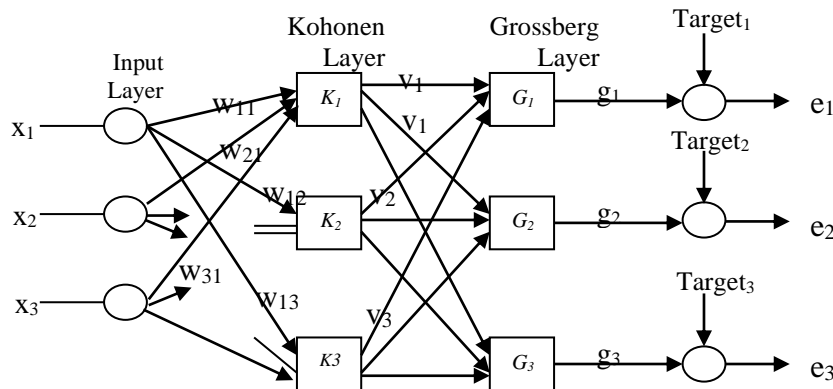 Kohonen Layer
Grossberg Layer
Target₁
Input Layer
x₁
w₁₁
K₁
v₁
G₁
g₁
e₁
w₂₁
v₁
Target₂
x₂
w₁₂
K₂
v₂
G₂
g₂
e₂
w₃₁
x₃
w₁₃
v₃
Target₃
K3
G₃
g₃
e₃